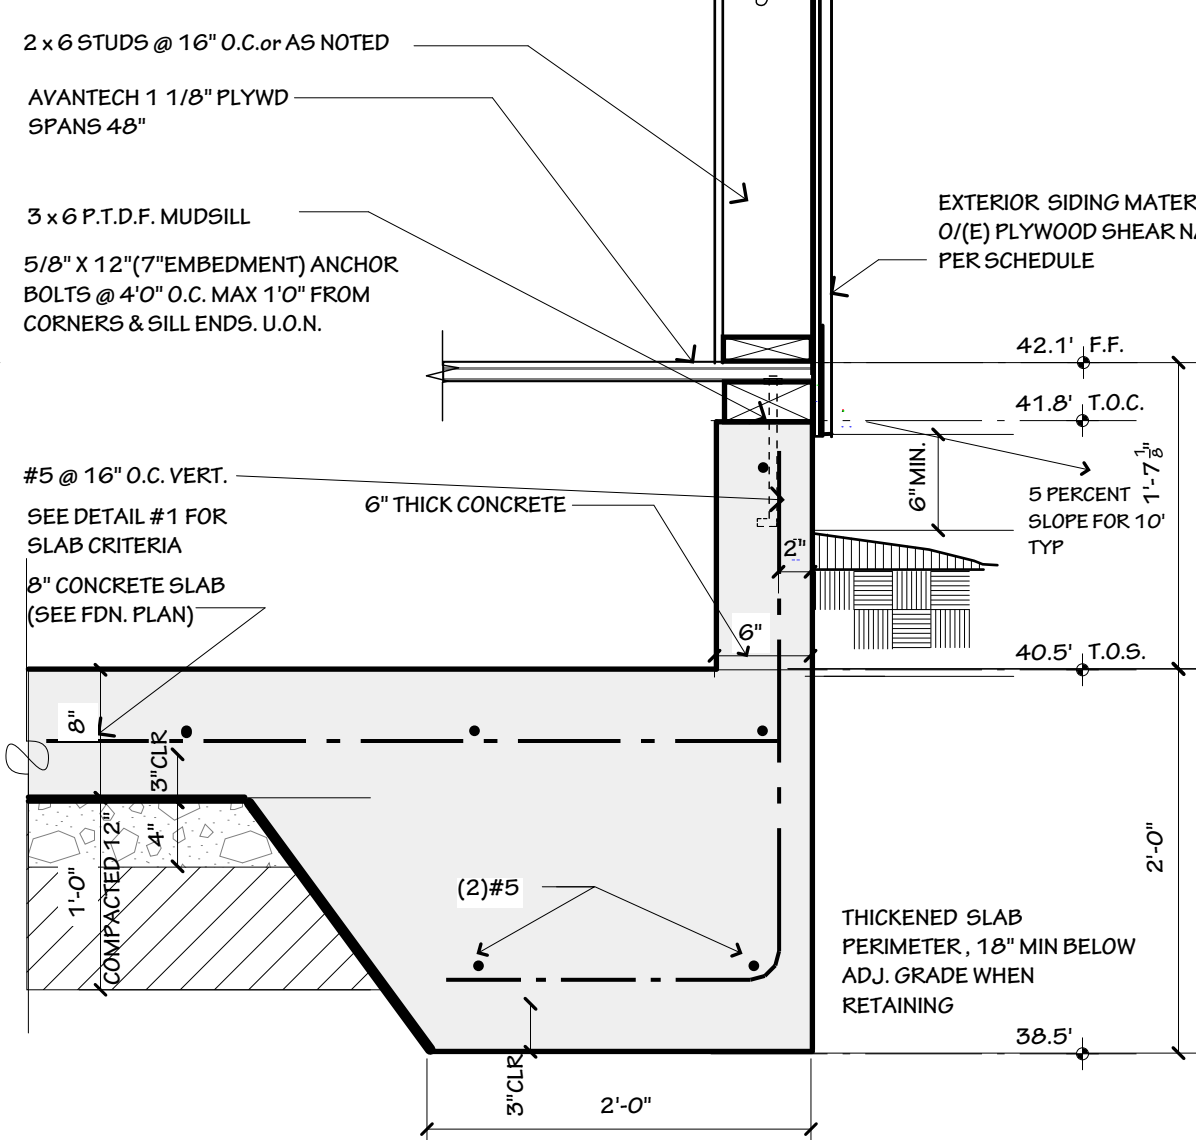 2 x 6 STUDS @ 16" O.C.or AS NOTED
AVANTECH 1 1/8" PLYWD
SPANS 48"
3 x 6 P.T.D.F. MUDSILL
5/8" X 12"(7"EMBEDMENT) ANCHOR
BOLTS @ 4'0" O.C. MAX 1'0" FROM
CORNERS & SILL ENDS. U.O.N.
EXTERIOR SIDING MATER
O/(E) PLYWOOD SHEAR NA
PER SCHEDULE
42.1' F.F.
41.8' T.O.C.
1'-7 1/8"
6"MIN.
5 PERCENT
SLOPE FOR 10'
TYP
#5 @ 16" O.C. VERT.
6" THICK CONCRETE
SEE DETAIL #1 FOR
SLAB CRITERIA
8" CONCRETE SLAB
(SEE FDN. PLAN)
2"
6"
40.5' T.O.S.
8"
3"CLR
4"
1'-0"
COMPACTED 12"
(2)#5
2'-0"
THICKENED SLAB
PERIMETER, 18" MIN BELOW
ADJ. GRADE WHEN
RETAINING
38.5'
3"CLR
2'-0"